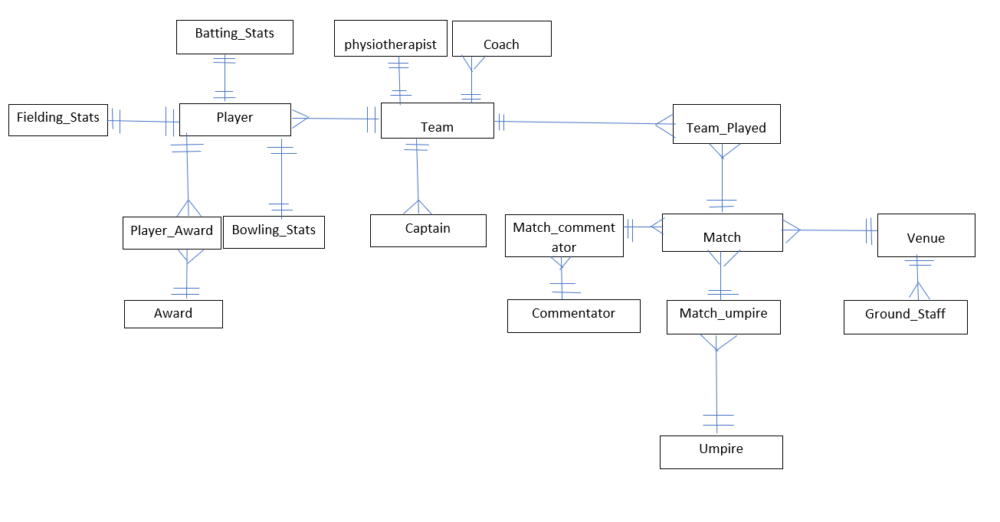 Batting_Stats
physiotherapist
Coach
Fielding_Stats
Player
Team
Team_Played
Player_Award
Bowling_Stats
Captain
Match_comment
ator
Match
Venue
Award
Commentator
Match_umpire
Ground_Staff
Umpire